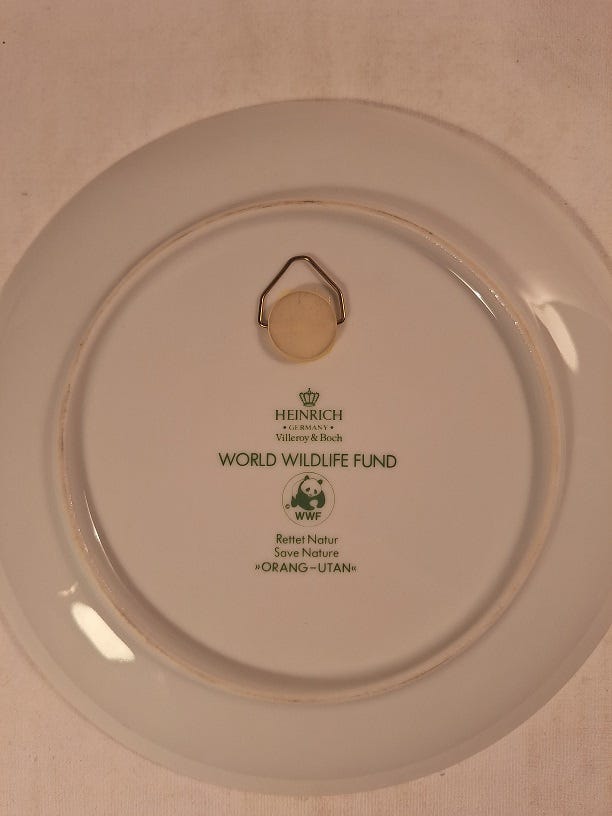 HEINRICH
• GERMANY •
Villeroy & Boch
WORLD WILDLIFE FUND
©
WWF
Rettet Natur
Save Nature
»ORANG–UTAN«